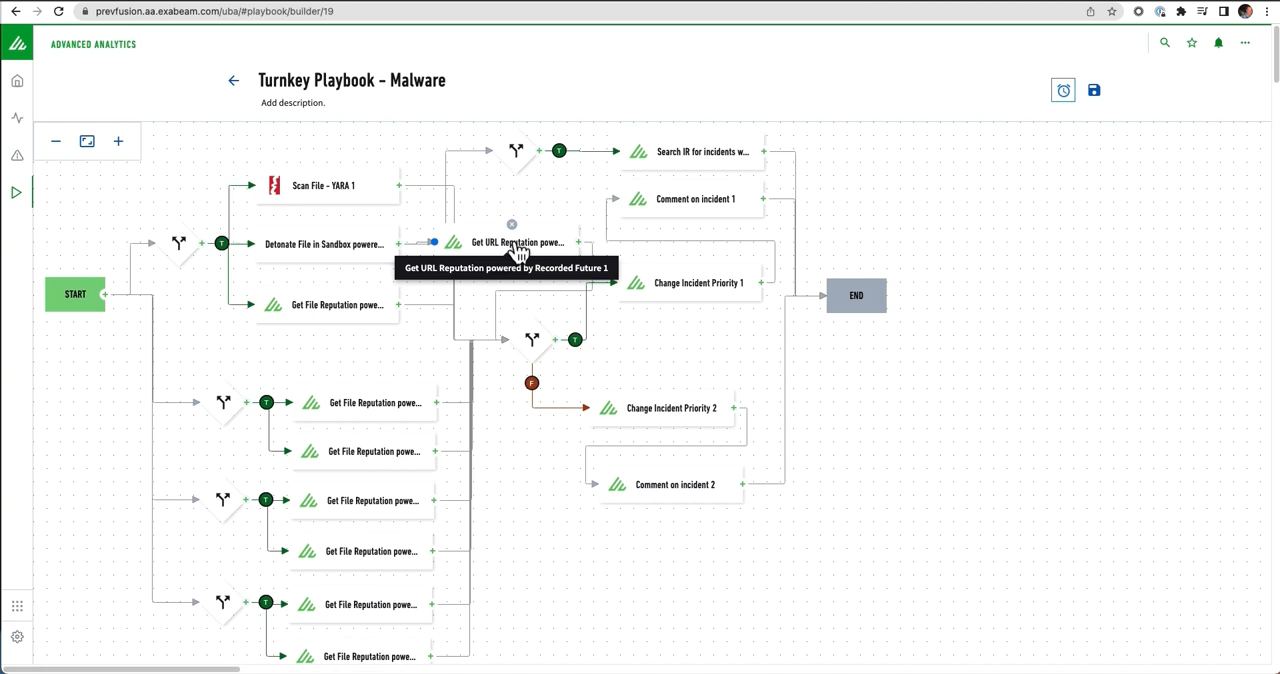 prevfusion.aa.exabeam.com/uba/#playbook/builder/19
ADVANCED ANALYTICS
Turnkey Playbook - Malware
Add description.
T
Search IR for incidents w...
Scan File - YARA 1
Comment on incident 1
T
Detonate File in Sandbox powere...
Get URL Reputation powe...
Get URL Reputation powered by Recorded Future 1
Change Incident Priority 1
START
END
Get File Reputation powe...
T
F
T
Get File Reputation powe...
Change Incident Priority 2
Get File Reputation powe...
Comment on incident 2
T
Get File Reputation powe...
Get File Reputation powe...
T
Get File Reputation powe...
Get File Reputation powe...